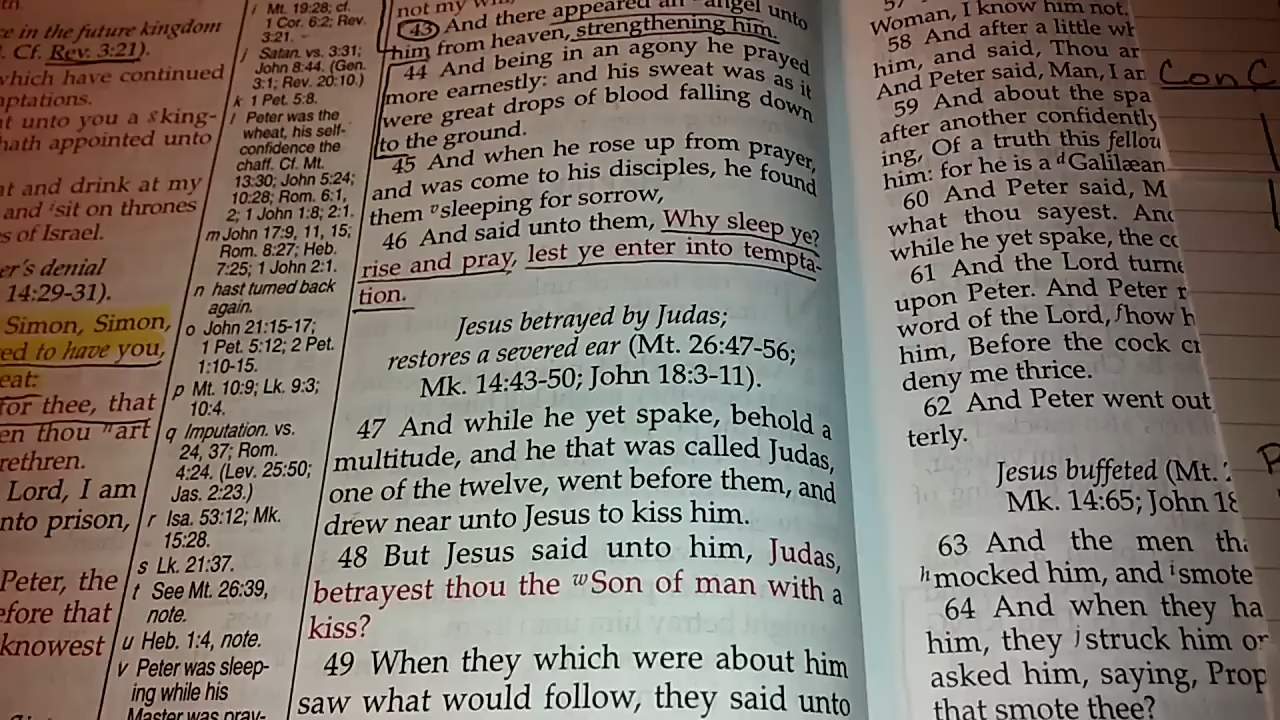 ce in the future kingdom
. Cf. Rev. 3:21).
which have continued
aptations.
at unto you a g king-
hath appointed unto
at and drink at my
and i sit on thrones
s of Israel.
er's denial
14:29-31).
Simon, Simon,
ed to have you,
eat:
for thee, that
en thou n art
rethren.
Lord, I am
nto prison,
Peter, the
efore that
knowest
i Mt. 19:28; cf.
1 Cor. 6:2; Rev.
3:21.
j Satan. vs. 3:31;
John 8:44. (Gen.
3:1; Rev. 20:10.)
k 1 Pet. 5:8.
l Peter was the
wheat, his self-
confidence the
chaff. Cf. Mt.
13:30; John 5:24;
10:28; Rom. 6:1,
2; 1 John 1:8; 2:1.
m John 17:9, 11, 15;
Rom. 8:27; Heb.
7:25; 1 John 2:1.
n hast turned back
again.
o John 21:15-17;
1 Pet. 5:12; 2 Pet.
1:10-15.
p Mt. 10:9; Lk. 9:3;
10:4.
q Imputation. vs.
24, 37; Rom.
4:24. (Lev. 25:50;
Jas. 2:23.)
r Isa. 53:12; Mk.
15:28.
s Lk. 21:37.
t See Mt. 26:39,
note.
u Heb. 1:4, note.
v Peter was sleep-
ing while his
Master was pray-
not my
43 And there appeared an angel unto
him from heaven, strengthening him.
44 And being in an agony he prayed
more earnestly: and his sweat was as it
were great drops of blood falling down
to the ground.
45 And when he rose up from prayer,
and was come to his disciples, he found
them v sleeping for sorrow,
46 And said unto them, Why sleep ye?
rise and pray, lest ye enter into tempta-
tion.
Jesus betrayed by Judas;
restores a severed ear (Mt. 26:47-56;
Mk. 14:43-50; John 18:3-11).
47 And while he yet spake, behold a
multitude, and he that was called Judas,
one of the twelve, went before them, and
drew near unto Jesus to kiss him.
48 But Jesus said unto him, Judas,
betrayest thou the w Son of man with a
kiss?
49 When they which were about him
saw what would follow, they said unto
57
Woman, I know him not.
58 And after a little wh
him, and said, Thou ar
And Peter said, Man, I am
59 And about the spa
after another confidently
ing, Of a truth this fellou
him: for he is a d Galilæan
60 And Peter said, M
what thou sayest. And
while he yet spake, the co
61 And the Lord turne
upon Peter. And Peter r
word of the Lord, f how h
him, Before the cock cr
deny me thrice.
62 And Peter went out
terly.
Jesus buffeted (Mt.
Mk. 14:65; John 18
63 And the men tha
h mocked him, and i smote
64 And when they ha
him, they j struck him or
asked him, saying, Prop
that smote thee?
ConC